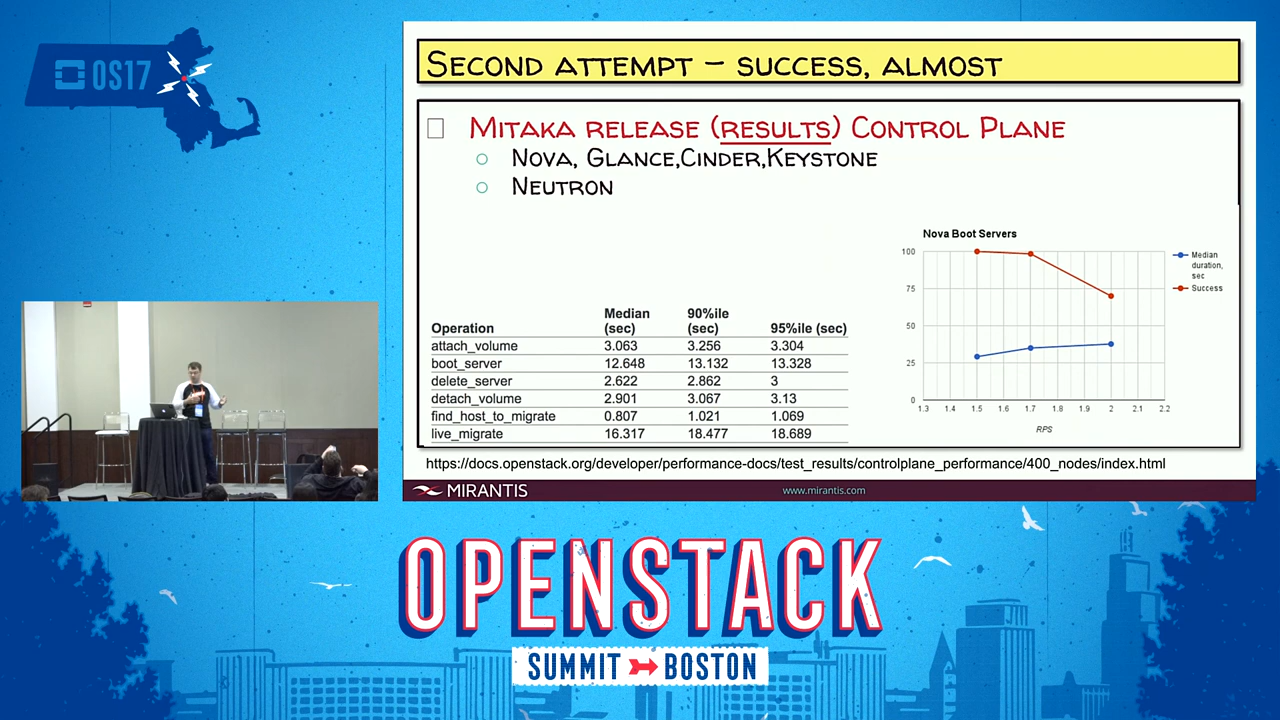 OS17
SECOND ATTEMPT – SUCCESS, ALMOST
MITAKA RELEASE (RESULTS) CONTROL PLANE
NOVA, GLANCE,CINDER,KEYSTONE
NEUTRON
Operation Median (sec) 90%ile (sec) 95%ile (sec)
attach_volume 3.063 3.256 3.304
boot_server 12.648 13.132 13.328
delete_server 2.622 2.862 3
detach_volume 2.901 3.067 3.13
find_host_to_migrate 0.807 1.021 1.069
live_migrate 16.317 18.477 18.689
Nova Boot Servers
100
75
50
25
0
1.3 1.4 1.5 1.6 1.7 1.8 1.9 2 2.1 2.2
RPS
Median
duration,
sec
Success
https://docs.openstack.org/developer/performance-docs/test_results/controlplane_performance/400_nodes/index.html
MIRANTIS
www.mirantis.com
OPENSTACK
SUMMIT BOSTON